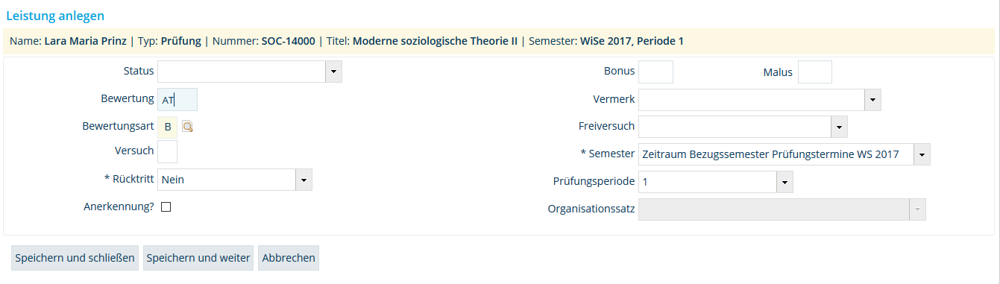 Leistung anlegen
Name: Lara Maria Prinz | Typ: Prüfung | Nummer: SOC-14000 | Titel: Moderne soziologische Theorie II | Semester: WiSe 2017, Periode 1
Status
Bonus
Malus
Bewertung AT
Vermerk
Bewertungsart B
Freiversuch
Versuch
* Semester Zeitraum Bezugssemester Prüfungstermine WS 2017
* Rücktritt Nein
Prüfungsperiode 1
Anerkennung?
Organisationssatz
Speichern und schließen
Speichern und weiter
Abbrechen